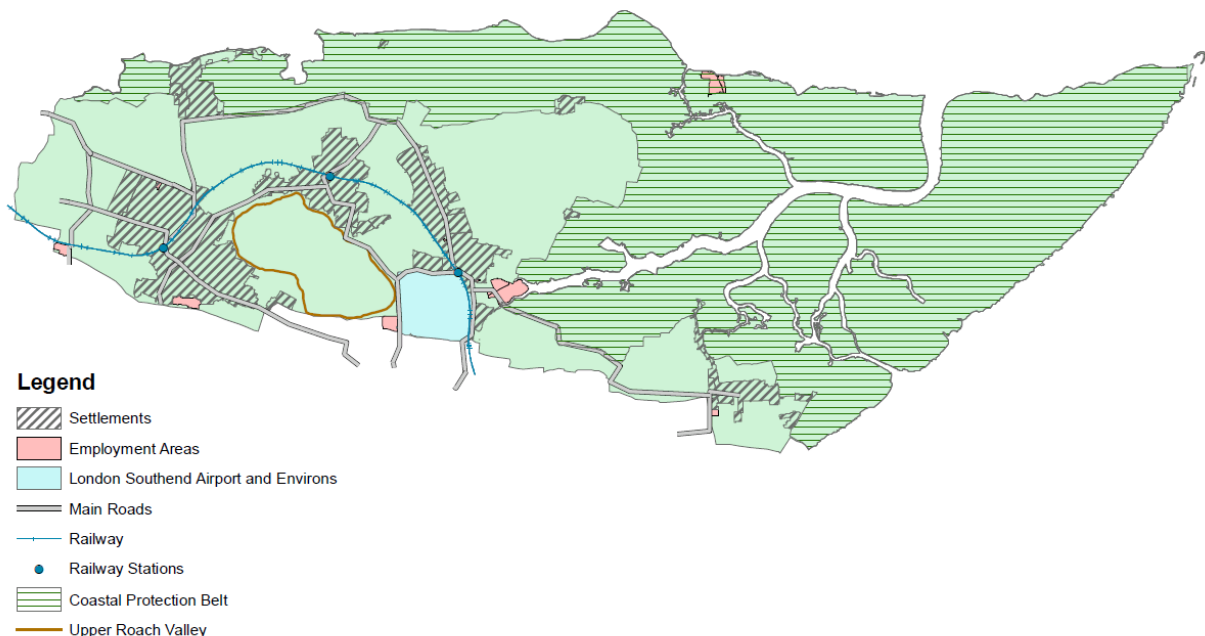 Legend
Settlements
Employment Areas
London Southend Airport and Environs
Main Roads
Railway
Railway Stations
Coastal Protection Belt
Upper Roach Valley